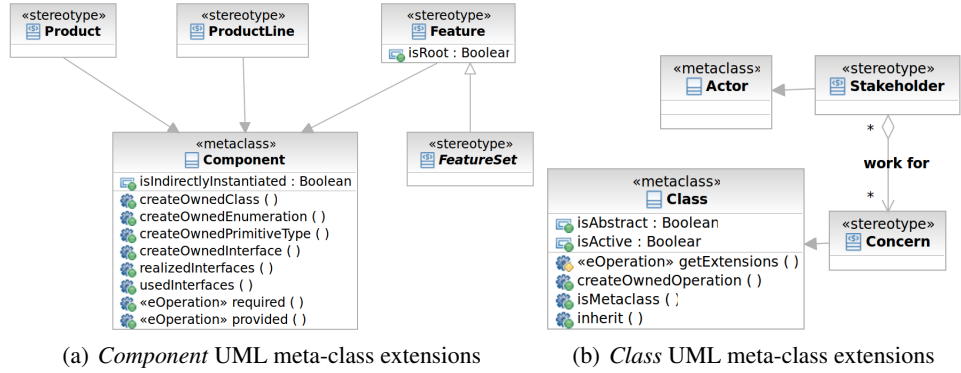 «stereotype»
Product
«stereotype»
ProductLine
«stereotype»
Feature
isRoot : Boolean
«metaclass»
Component
isIndirectlyInstantiated : Boolean
createOwnedClass ( )
createOwnedEnumeration ( )
createOwnedPrimitiveType ( )
createOwnedInterface ( )
realizedInterfaces ( )
usedInterfaces ( )
«eOperation» required ( )
«eOperation» provided ( )
«stereotype»
FeatureSet
(a) Component UML meta-class extensions
«metaclass»
Actor
«stereotype»
Stakeholder
*
work for
*
«metaclass»
Class
isAbstract : Boolean
isActive : Boolear
«eOperation» getExtensions ( )
createOwnedOperation ( )
isMetaclass ( )
inherit ( )
«stereotype»
Concern
(b) Class UML meta-class extensions